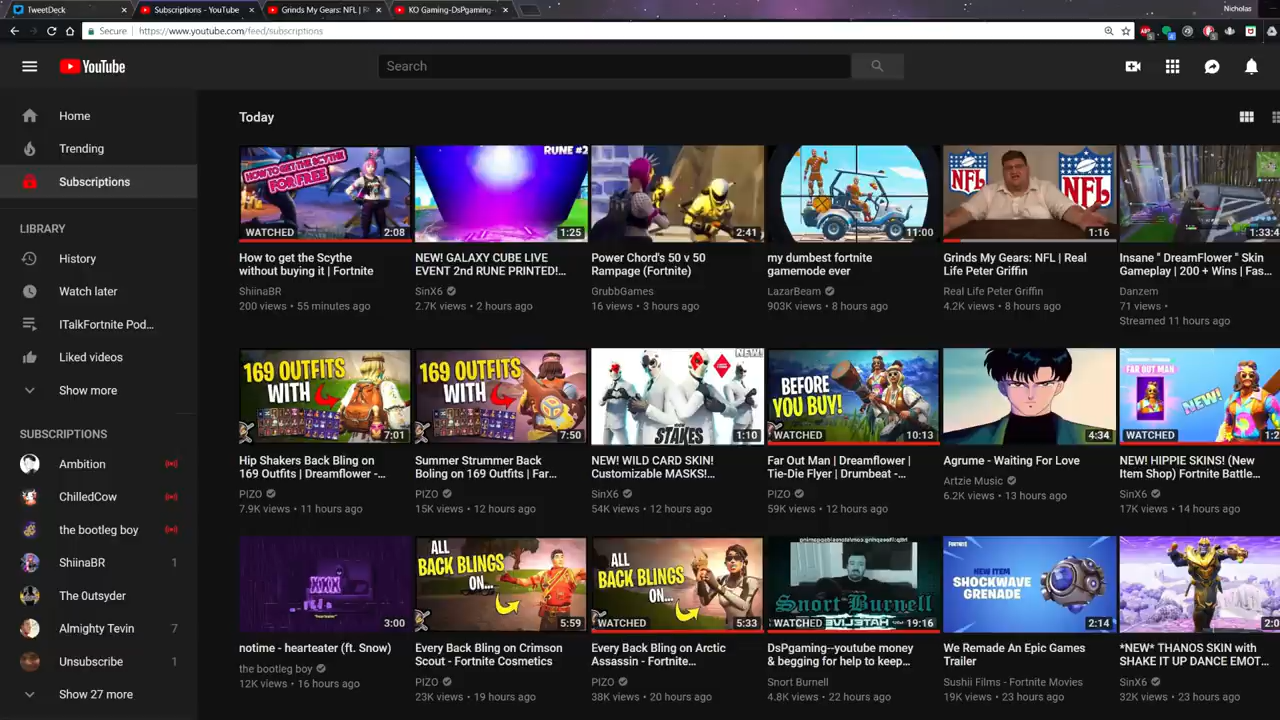 TweetDeck
Subscriptions - YouTube
Grinds My Gears: NFL | R
KO Gaming-DsPgaming-
Nicholas
Secure
https://www.youtube.com/feed/subscriptions
YouTube
Search
Home
Trending
Subscriptions
LIBRARY
History
Watch later
ITalkFortnite Pod...
Liked videos
Show more
SUBSCRIPTIONS
Ambition
ChilledCow
the bootleg boy
ShiinaBR 1
The 0utsyder
Almighty Tevin 7
Unsubscribe 1
Show 27 more
Today
HOW TO GET THE SCYTHE
FOR FREE
WATCHED 2:08
How to get the Scythe
without buying it | Fortnite
ShiinaBR
200 views • 55 minutes ago
RUNE #2
1:25
NEW! GALAXY CUBE LIVE
EVENT 2nd RUNE PRINTED!...
SinX6
2.7K views • 2 hours ago
2:41
Power Chord's 50 v 50
Rampage (Fortnite)
GrubbGames
16 views • 3 hours ago
11:00
my dumbest fortnite
gamemode ever
LazarBeam
903K views • 8 hours ago
NFL
NFL
1:16
Grinds My Gears: NFL | Real
Life Peter Griffin
Real Life Peter Griffin
4.2K views • 8 hours ago
1:33:4
Insane " DreamFlower " Skin
Gameplay | 200 + Wins | Fas...
Danzem
71 views •
Streamed 11 hours ago
169 OUTFITS
WITH
7:01
Hip Shakers Back Bling on
169 Outfits | Dreamflower -...
PIZO
7.9K views • 11 hours ago
169 OUTFITS
WITH
7:50
Summer Strummer Back
Boling on 169 Outfits | Far...
PIZO
15K views • 12 hours ago
NEW!
STAKES
1:10
NEW! WILD CARD SKIN!
Customizable MASKS!...
SinX6
54K views • 12 hours ago
BEFORE
YOU BUY!
WATCHED 10:13
Far Out Man | Dreamflower |
Tie-Die Flyer | Drumbeat -...
PIZO
59K views • 12 hours ago
4:34
Agrume - Waiting For Love
Artzie Music
6.2K views • 13 hours ago
FAR OUT MAN
NEW!
WATCHED 1:2
NEW! HIPPIE SKINS! (New
Item Shop) Fortnite Battle...
SinX6
17K views • 14 hours ago
XXX
3:00
notime - hearteater (ft. Snow)
the bootleg boy
12K views • 16 hours ago
ALL
BACK BLINGS
ON...
5:59
Every Back Bling on Crimson
Scout - Fortnite Cosmetics
PIZO
23K views • 19 hours ago
ALL
BACK BLINGS
ON...
WATCHED 5:33
Every Back Bling on Arctic
Assassin - Fortnite...
PIZO
38K views • 20 hours ago
Snort Burnell
HATELIVE
WATCHED 19:16
DsPgaming--youtube money
& begging for help to keep...
Snort Burnell
4.8K views • 22 hours ago
FORTNITE
NEW ITEM
SHOCKWAVE
GRENADE
2:14
We Remade An Epic Games
Trailer
Sushii Films - Fortnite Movies
19K views • 23 hours ago
2:0
*NEW* THANOS SKIN with
SHAKE IT UP DANCE EMOT...
SinX6
32K views • 23 hours ago